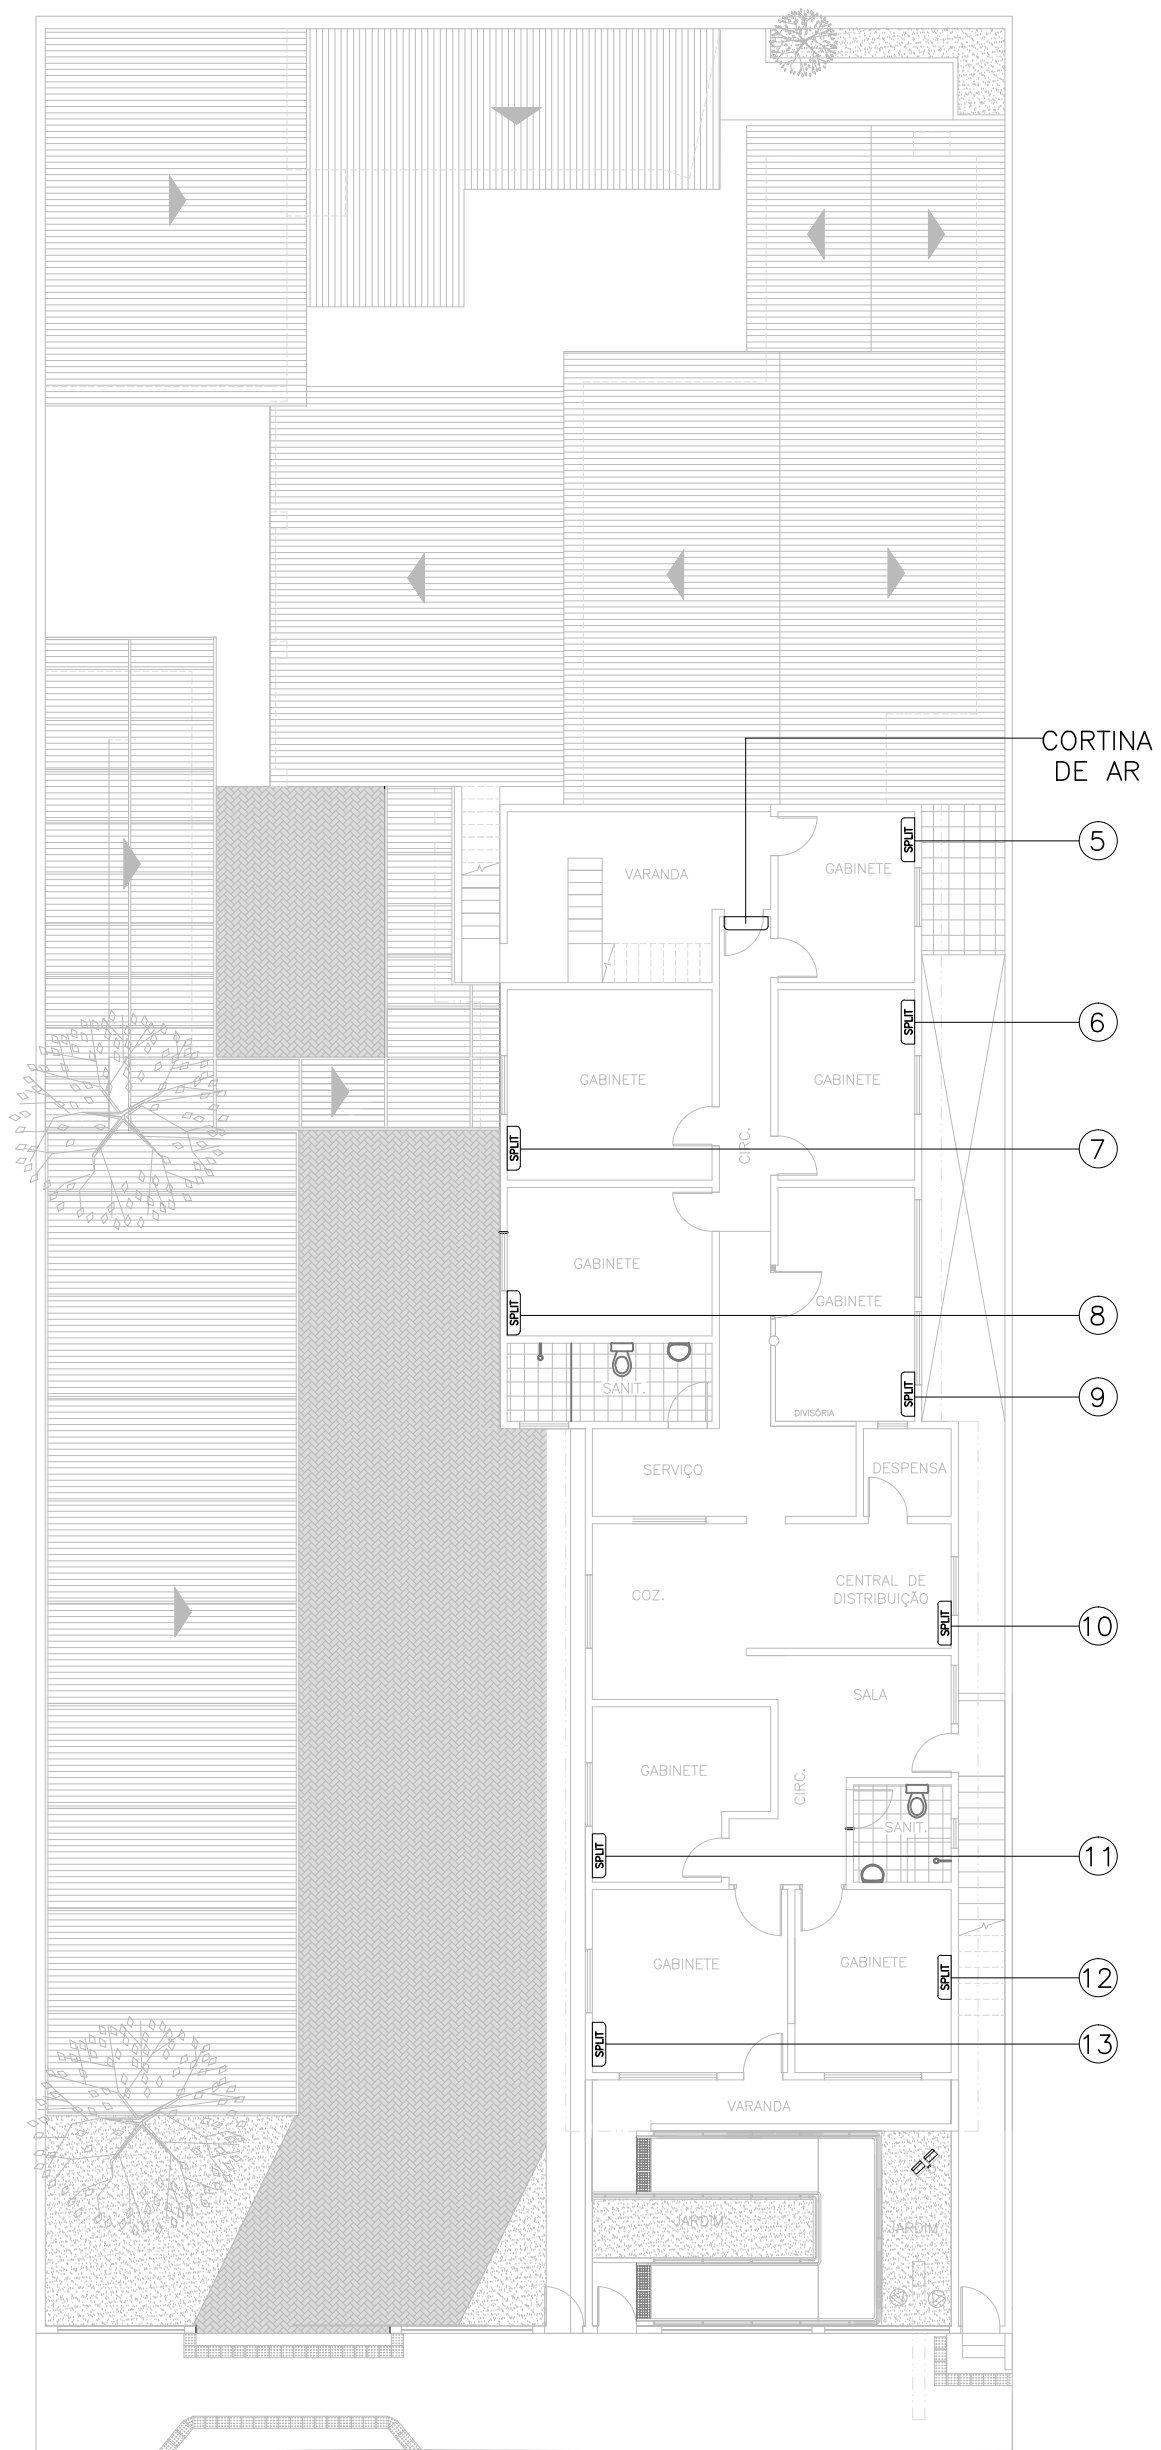 CORTINA
DE AR
SPLIT
5
VARANDA
GABINETE
SPLIT
6
GABINETE
GABINETE
CIRC.
SPLIT
7
GABINETE
GABINETE
SPLIT
8
SPLIT
9
SANIT.
DIVISÓRIA
SERVIÇO
DESPENSA
COZ.
CENTRAL DE
DISTRIBUIÇÃO
SPLIT
10
SALA
GABINETE
CIRC.
SANIT.
SPLIT
11
GABINETE
GABINETE
SPLIT
12
SPLIT
13
VARANDA
JARDIM
JARDIM